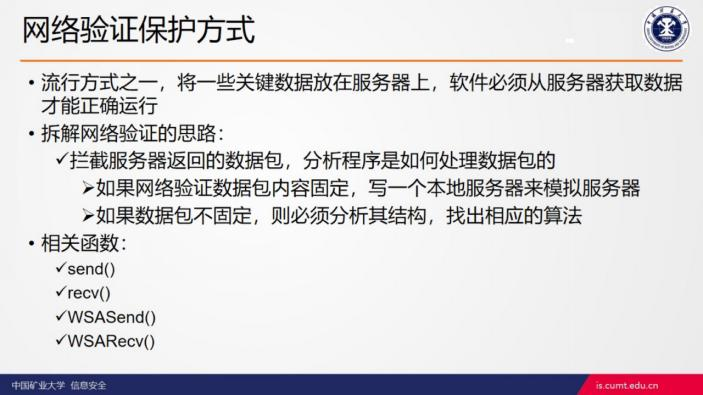 网络验证保护方式
• 流行方式之一，将一些关键数据放在服务器上，软件必须从服务器获取数据
才能正确运行
• 拆解网络验证的思路：
✓拦截服务器返回的数据包，分析程序是如何处理数据包的
➢如果网络验证数据包内容固定，写一个本地服务器来模拟服务器
➢如果数据包不固定，则必须分析其结构，找出相应的算法
• 相关函数：
✓send()
✓recv()
✓WSASend()
✓WSARecv()
中国矿业大学 信息安全
is.cumt.edu.cn